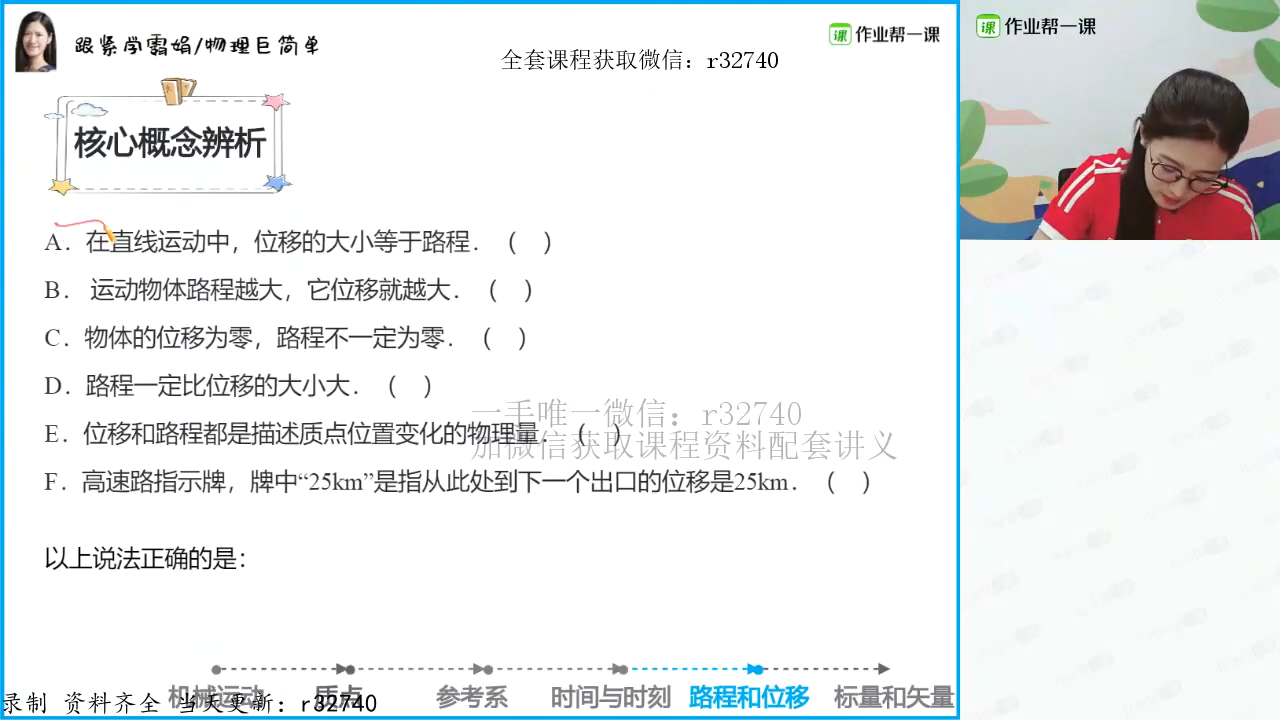 跟紧学霸娟/物理巨简单
作业帮一课
作业帮一课
全套课程获取微信：r32740
核心概念辨析
A．在直线运动中，位移的大小等于路程．（ ）
B． 运动物体路程越大，它位移就越大．（ ）
C．物体的位移为零，路程不一定为零．（ ）
D．路程一定比位移的大小大．（ ）
一手唯一微信：r32740
E．位移和路程都是描述质点位置变化的物理量．（ ）
加微信获取课程资料配套讲义
F．高速路指示牌，牌中“25km”是指从此处到下一个出口的位移是25km．（ ）
以上说法正确的是：
机械运动 质点 参考系 时间与时刻 路程和位移 标量和矢量
录制 资料齐全 当天更新：r32740